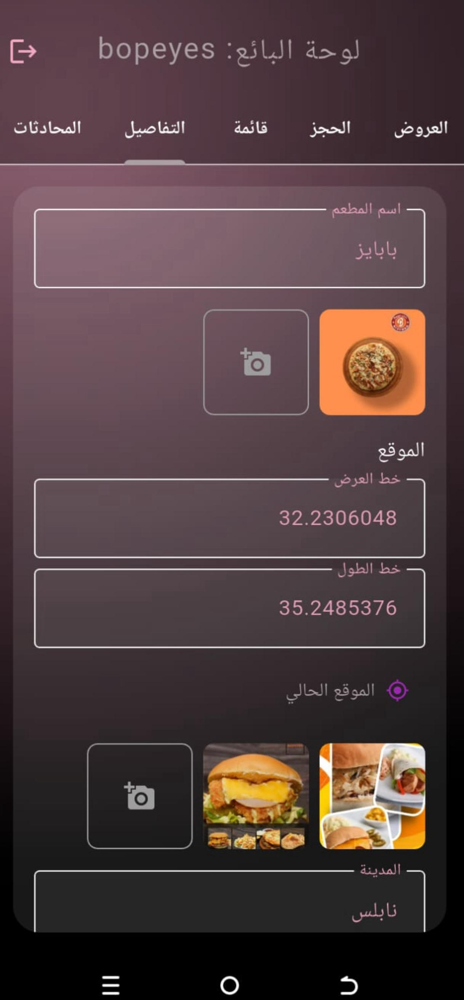 لوحة البائع: bopeyes
العروض
الحجز
قائمة
التفاصيل
المحادثات
اسم المطعم
بابايز
الموقع
خط العرض
32.2306048
خط الطول
35.2485376
الموقع الحالي
المدينة
نابلس